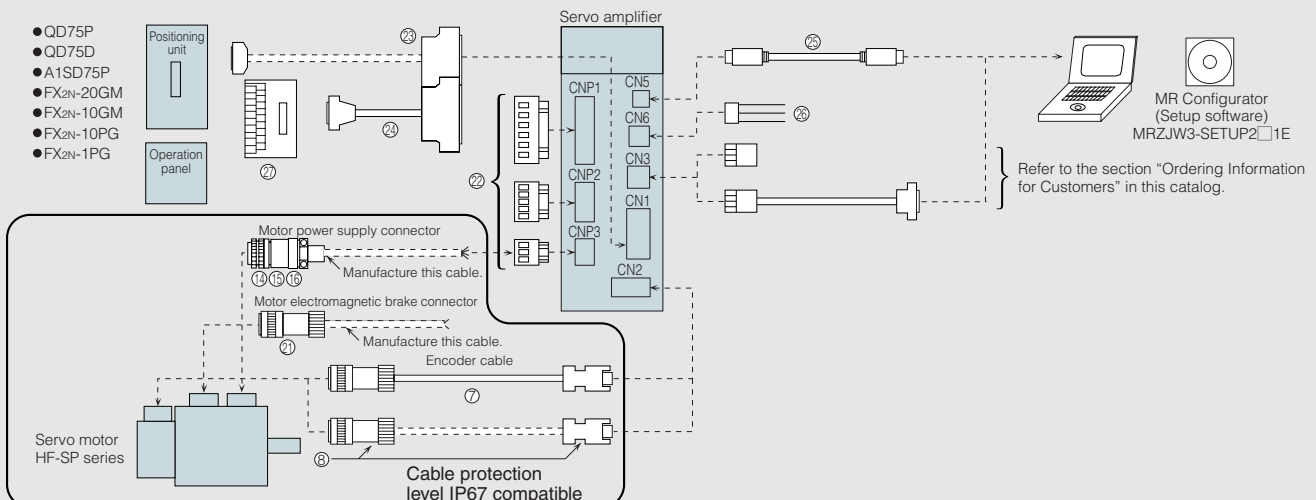 ● QD75P
● QD75D
● A1SD75P
● FX2N-20GM
● FX2N-10GM
● FX2N-10PG
● FX2N-1PG
Positioning
unit
Operation
panel
㉓
㉔
㉗
㉒
Servo amplifier
CNP1
CNP2
CNP3
CN5
CN6
CN3
CN1
CN2
㉕
㉖
MR Configurator
(Setup software)
MRZJW3-SETUP2□1E
Refer to the section “Ordering Information
for Customers” in this catalog.
Motor power supply connector
Manufacture this cable.
⑭ ⑮ ⑯
Motor electromagnetic brake connector
Manufacture this cable.
㉑
Encoder cable
⑦
⑧
Servo motor
HF-SP series
Cable protection
level IP67 compatible